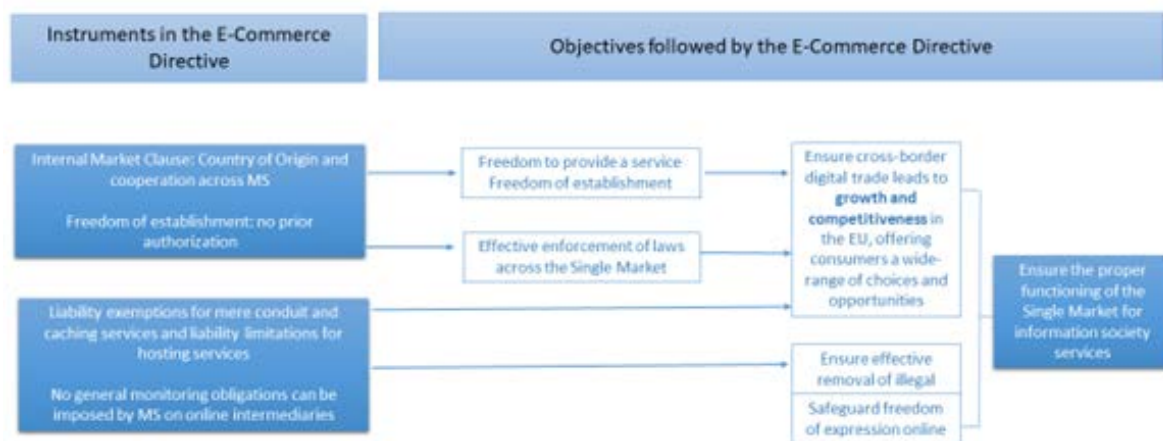 Instruments in the E-Commerce
Directive
Objectives followed by the E-Commerce Directive
Internal Market Clause: Country of Origin and
cooperation across MS
Freedom of establishment: no prior
authorization
Freedom to provide a service
Freedom of establishment
Effective enforcement of laws
across the Single Market
Ensure cross-border
digital trade leads to
growth and
competitiveness in
the EU, offering
consumers a wide-
range of choices and
opportunities
Liability exemptions for mere conduit and
caching services and liability limitations for
hosting services
No general monitoring obligations can be
imposed by MS on online intermediaries
Ensure effective
removal of illegal
Safeguard freedom
of expression online
Ensure the proper
functioning of the
Single Market for
information society
services